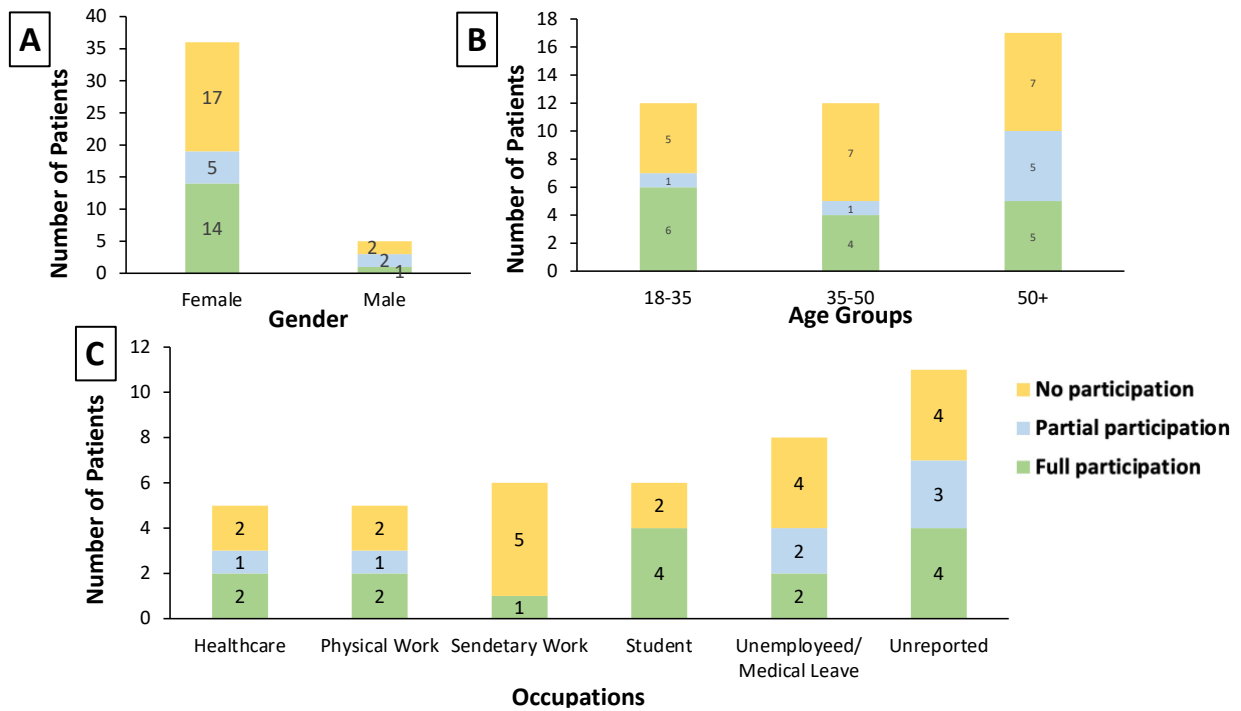 A
Number of Patients
40
35
30
25
20
15
10
5
0
17
5
14
2
2
1
Female
Male
Gender
B
Number of Patients
18
16
14
12
10
8
6
4
2
0
5
1
6
7
1
4
7
5
5
18-35
35-50
50+
Age Groups
C
Number of Patients
12
10
8
6
4
2
0
2
1
2
2
1
2
5
1
2
4
4
2
2
4
3
4
Healthcare
Physical Work
Sendetary Work
Student
Unemployeed/
Medical Leave
Unreported
Occupations
No participation
Partial participation
Full participation